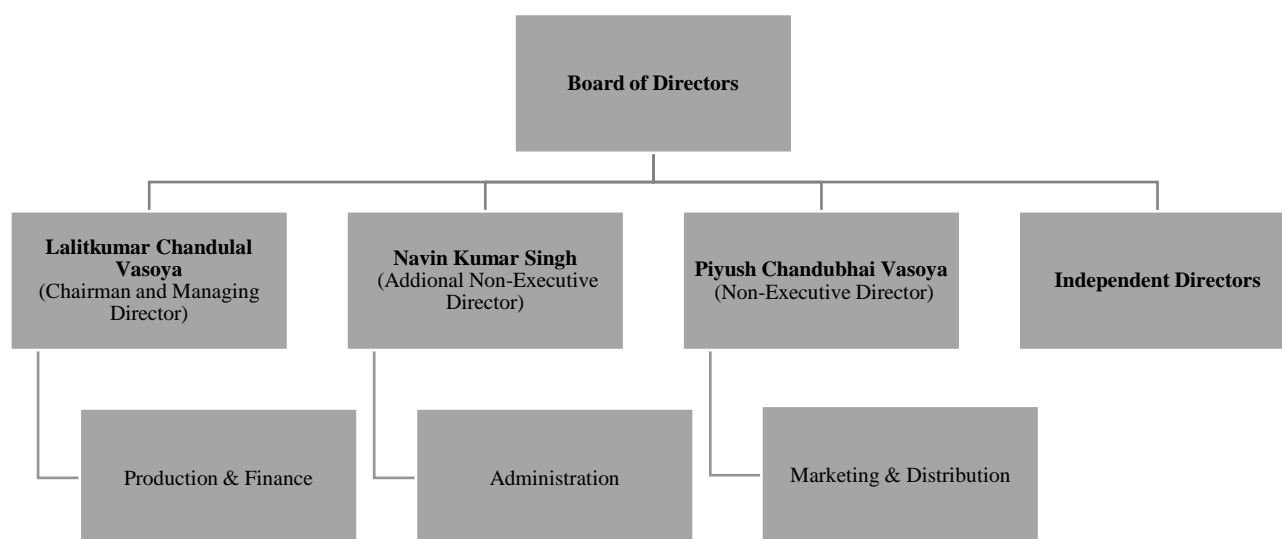 Board of Directors
Lalitkumar Chandulal
Vasoya
(Chairman and Managing
Director)
Navin Kumar Singh
(Addional Non-Executive
Director)
Piyush Chandubhai Vasoya
(Non-Executive Director)
Independent Directors
Production & Finance
Administration
Marketing & Distribution